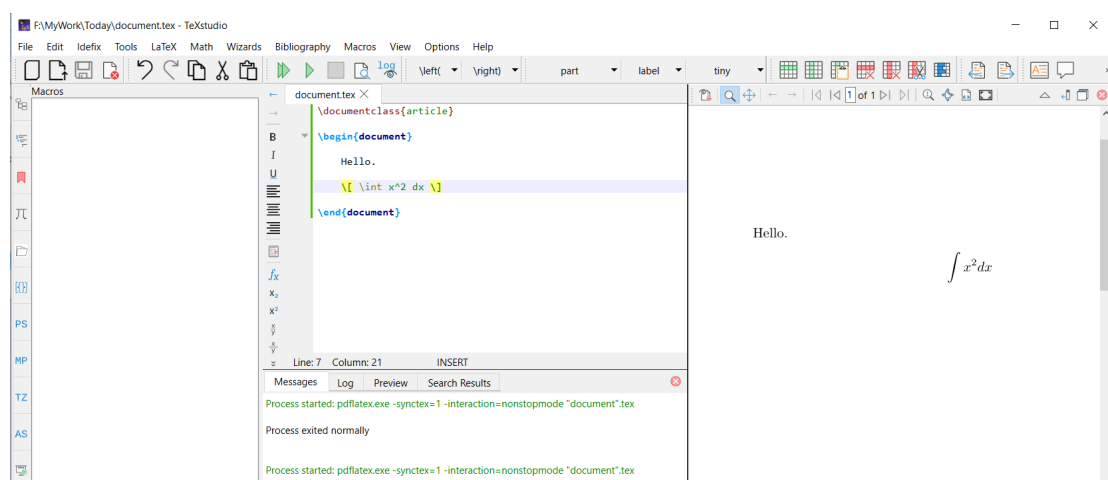 F:\MyWork\Today\document.tex - TeXstudio
File Edit Idefix Tools LaTeX Math Wizards Bibliography Macros View Options Help
log \left( \right) part label tiny
Macros
document.tex
1 of 1
\documentclass{article}
B
\begin{document}
I
Hello.
U
\[ \int x^2 dx \]
\end{document}
π
Hello.
∫ x²dx
fx
x₂
x²
x/y
x/y
PS
MP
TZ
AS
Line: 7 Column: 21 INSERT
Messages Log Preview Search Results
Process started: pdflatex.exe -synctex=1 -interaction=nonstopmode "document".tex
Process exited normally
Process started: pdflatex.exe -synctex=1 -interaction=nonstopmode "document".tex